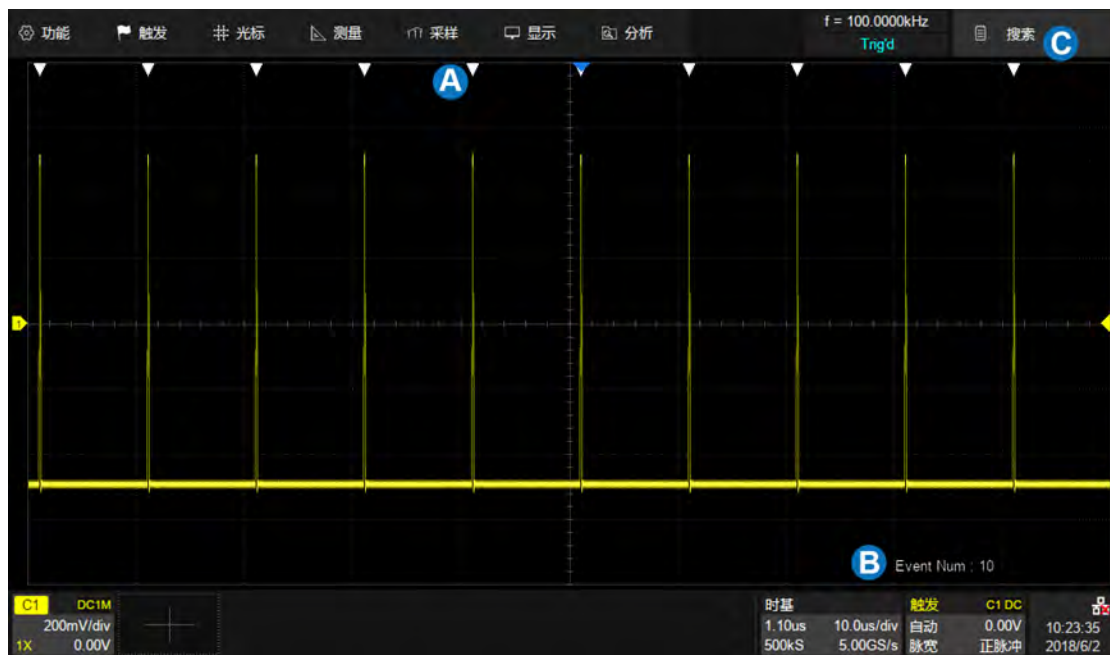 功能 触发 光标 测量 采样 显示 分析 f = 100.0000kHz 搜索 C
Trig'd
A
1
B Event Num : 10
C1 DC1M 时基 触发 C1 DC
200mV/div 1.10us 10.0us/div 自动 0.00V 10:23:35
1X 0.00V 500kS 5.00GS/s 脉宽 正脉冲 2018/6/2